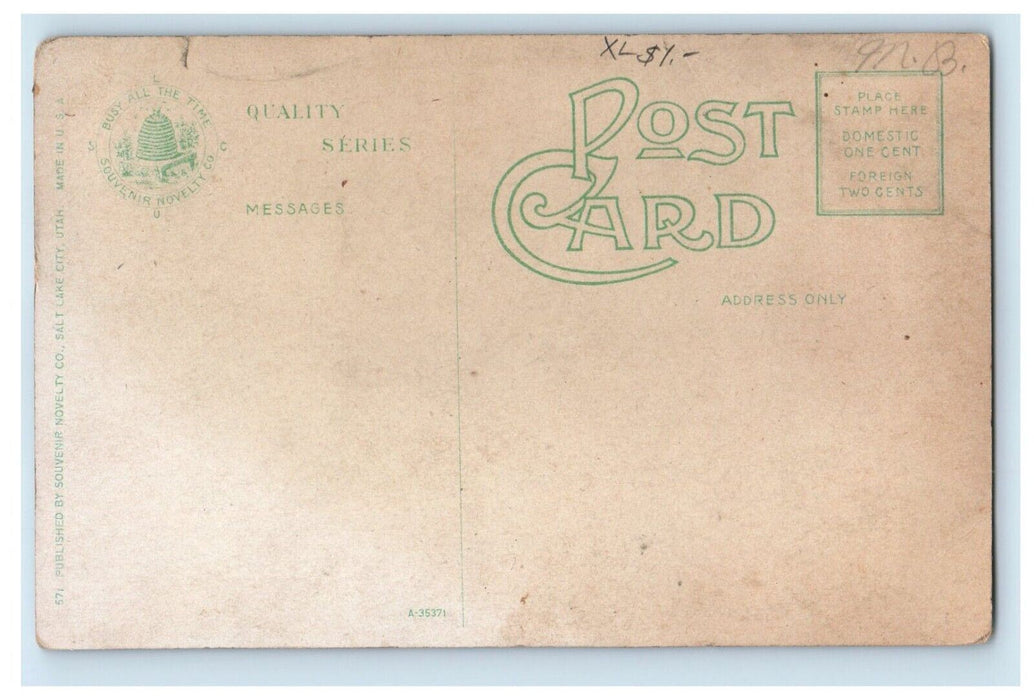 XL $1.-
M. B.
BUSY ALL THE TIME
SOUVENIR NOVELTY CO
S L C U
QUALITY
SÉRIES
MESSAGES
POST
CARD
PLACE
STAMP HERE
DOMESTIC
ONE CENT
FOREIGN
TWO CENTS
ADDRESS ONLY
571 PUBLISHED BY SOUVENIR NOVELTY CO., SALT LAKE CITY, UTAH. MADE IN U.S.A
A-35371